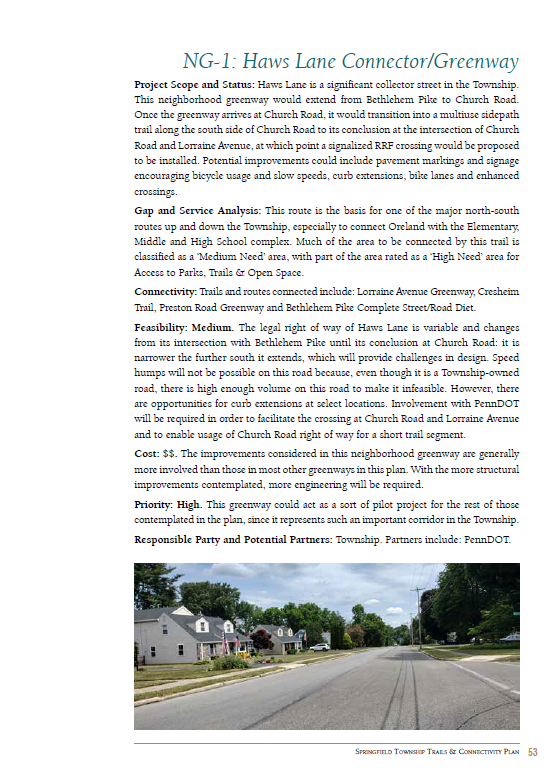 NG-1: Haws Lane Connector/Greenway
Project Scope and Status: Haws Lane is a significant collector street in the Township.
This neighborhood greenway would extend from Bethlehem Pike to Church Road.
Once the greenway arrives at Church Road, it would transition into a multiuse sidepath
trail along the south side of Church Road to its conclusion at the intersection of Church
Road and Lorraine Avenue, at which point a signalized RRF crossing would be proposed
to be installed. Potential improvements could include pavement markings and signage
encouraging bicycle usage and slow speeds, curb extensions, bike lanes and enhanced
crossings.
Gap and Service Analysis: This route is the basis for one of the major north-south
routes up and down the Township, especially to connect Oreland with the Elementary,
Middle and High School complex. Much of the area to be connected by this trail is
classified as a 'Medium Need' area, with part of the area rated as a 'High Need' area for
Access to Parks, Trails & Open Space.
Connectivity: Trails and routes connected include: Lorraine Avenue Greenway, Cresheim
Trail, Preston Road Greenway and Bethlehem Pike Complete Street/Road Diet.
Feasibility: Medium. The legal right of way of Haws Lane is variable and changes
from its intersection with Bethlehem Pike until its conclusion at Church Road: it is
narrower the further south it extends, which will provide challenges in design. Speed
humps will not be possible on this road because, even though it is a Township-owned
road, there is high enough volume on this road to make it infeasible. However, there
are opportunities for curb extensions at select locations. Involvement with PennDOT
will be required in order to facilitate the crossing at Church Road and Lorraine Avenue
and to enable usage of Church Road right of way for a short trail segment.
Cost: $$. The improvements considered in this neighborhood greenway are generally
more involved than those in most other greenways in this plan. With the more structural
improvements contemplated, more engineering will be required.
Priority: High. This greenway could act as a sort of pilot project for the rest of those
contemplated in the plan, since it represents such an important corridor in the Township.
Responsible Party and Potential Partners: Township. Partners include: PennDOT.
Springfield Township Trails & Connectivity Plan 53